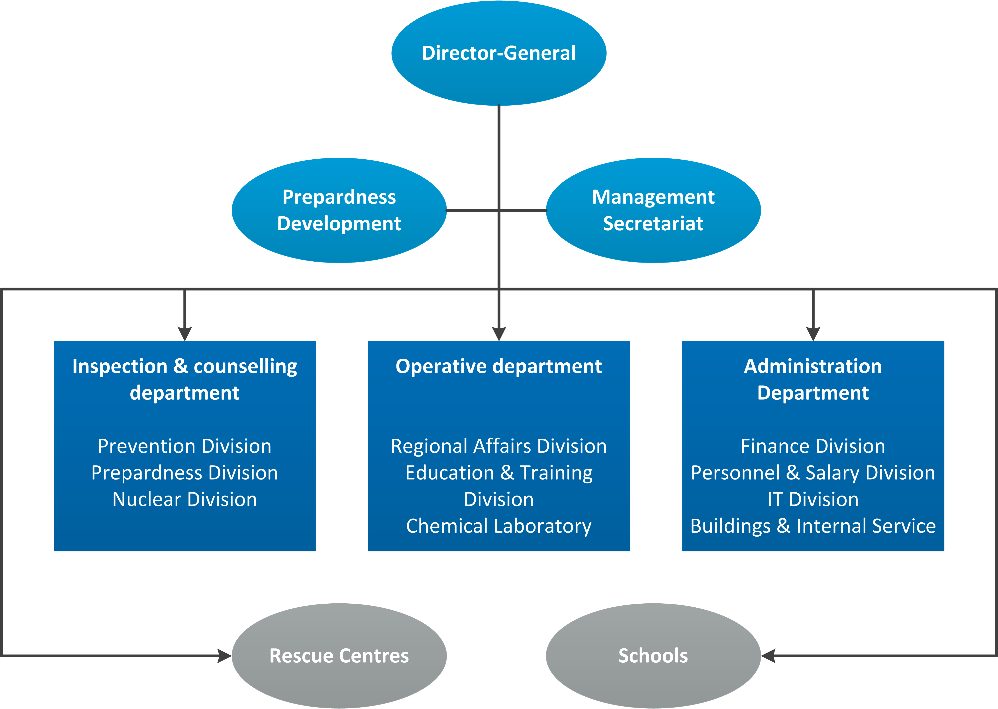 Director-General
Prepardness
Development
Management
Secretariat
Inspection & counselling
department
Prevention Division
Prepardness Division
Nuclear Division
Operative department
Regional Affairs Division
Education & Training
Division
Chemical Laboratory
Administration
Department
Finance Division
Personnel & Salary Division
IT Division
Buildings & Internal Service
Rescue Centres
Schools